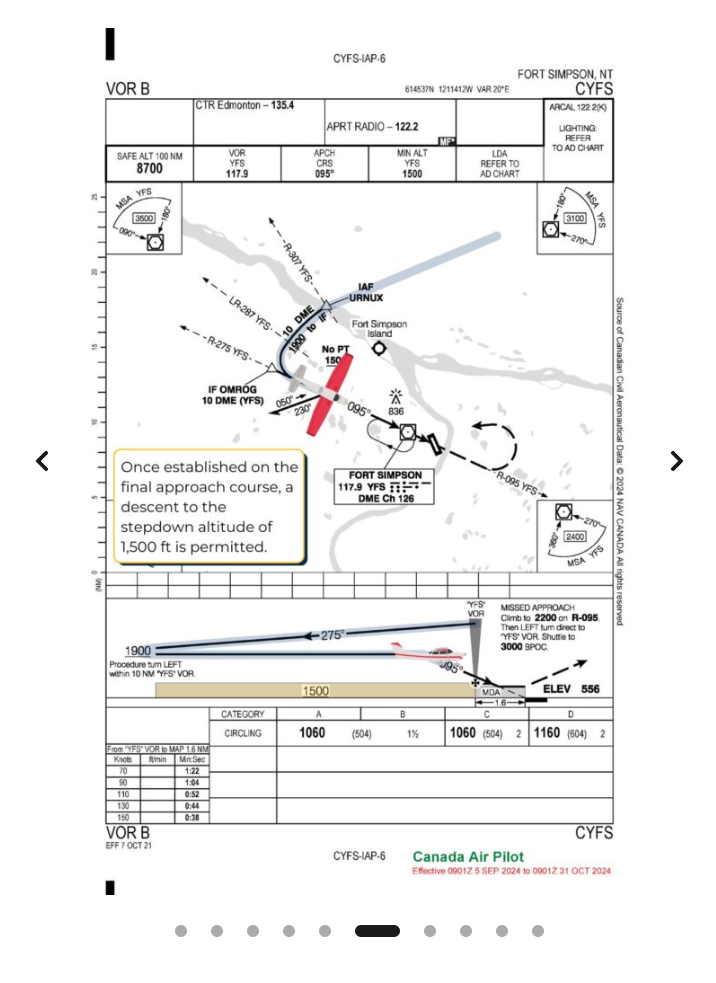 CYFS-IAP-6
FORT SIMPSON, NT
VOR B
614537N 1211412W VAR 20°E
CYFS
CTR Edmonton – 135.4
APRT RADIO – 122.2
MF
ARCAL 122.2(K)
LIGHTING:
REFER
TO AD CHART
SAFE ALT 100 NM
8700
VOR
YFS
117.9
APCH
CRS
095°
MIN ALT
YFS
1500
LDA
REFER TO
AD CHART
25
20
15
10
5
0
(NM)
MSA YFS
3500
180°
090°
MSA YFS
3100
180°
270°
R-307 YFS
LR-287 YFS
R-275 YFS
IAF
URNUX
10 DME
1900 to IF
Fort Simpson
Island
No PT
150
IF OMROG
10 DME (YFS)
050°
230°
095°
836
FORT SIMPSON
117.9 YFS
DME Ch 126
R-095 YFS
270°
360°
2400
MSA YFS
Once established on the
final approach course, a
descent to the
stepdown altitude of
1,500 ft is permitted.
Source of Canadian Civil Aeronautical Data: © 2024 NAV CANADA All rights reserved
"YFS"
VOR
275°
1900
095°
Procedure turn LEFT
within 10 NM "YFS" VOR.
1500
MDA
1.6
ELEV 556
MISSED APPROACH
Climb to 2200 on R-095.
Then LEFT turn direct to
"YFS" VOR. Shuttle to
3000 BPOC.
CATEGORY A B C D
CIRCLING 1060 (504) 1½ 1060 (504) 2 1160 (604) 2
From "YFS" VOR to MAP 1.6 NM
Knots ft/min Min:Sec
70 1:22
90 1:04
110 0:52
130 0:44
150 0:38
VOR B
CYFS
EFF 7 OCT 21
CYFS-IAP-6
Canada Air Pilot
Effective 0901Z 5 SEP 2024 to 0901Z 31 OCT 2024